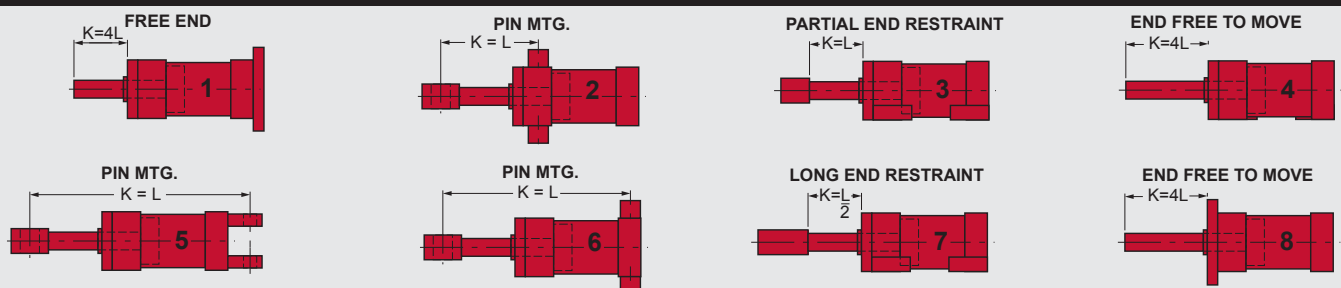 FREE END
K=4L
1
PIN MTG.
K = L
2
PARTIAL END RESTRAINT
K=L
3
END FREE TO MOVE
K=4L
4
PIN MTG.
K = L
5
PIN MTG.
K = L
6
LONG END RESTRAINT
K=L
2
7
END FREE TO MOVE
K=4L
8